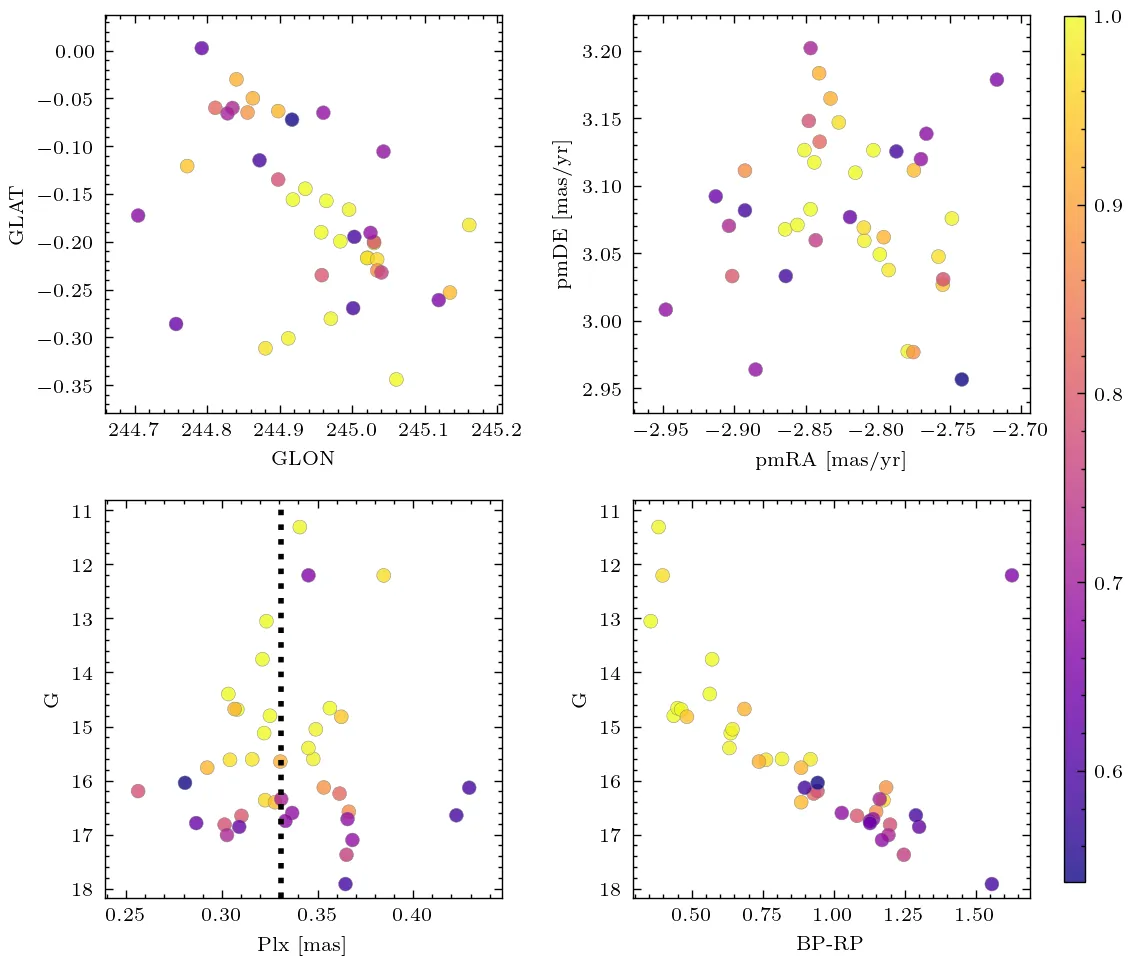 0.00
−0.05
−0.10
−0.15
−0.20
−0.25
−0.30
−0.35
GLAT
244.7 244.8 244.9 245.0 245.1 245.2
GLON
3.20
3.15
3.10
3.05
3.00
2.95
pmDE [mas/yr]
−2.95 −2.90 −2.85 −2.80 −2.75 −2.70
pmRA [mas/yr]
1.0
0.9
0.8
0.7
0.6
11
12
13
14
15
16
17
18
G
0.25 0.30 0.35 0.40
Plx [mas]
11
12
13
14
15
16
17
18
G
0.50 0.75 1.00 1.25 1.50
BP-RP